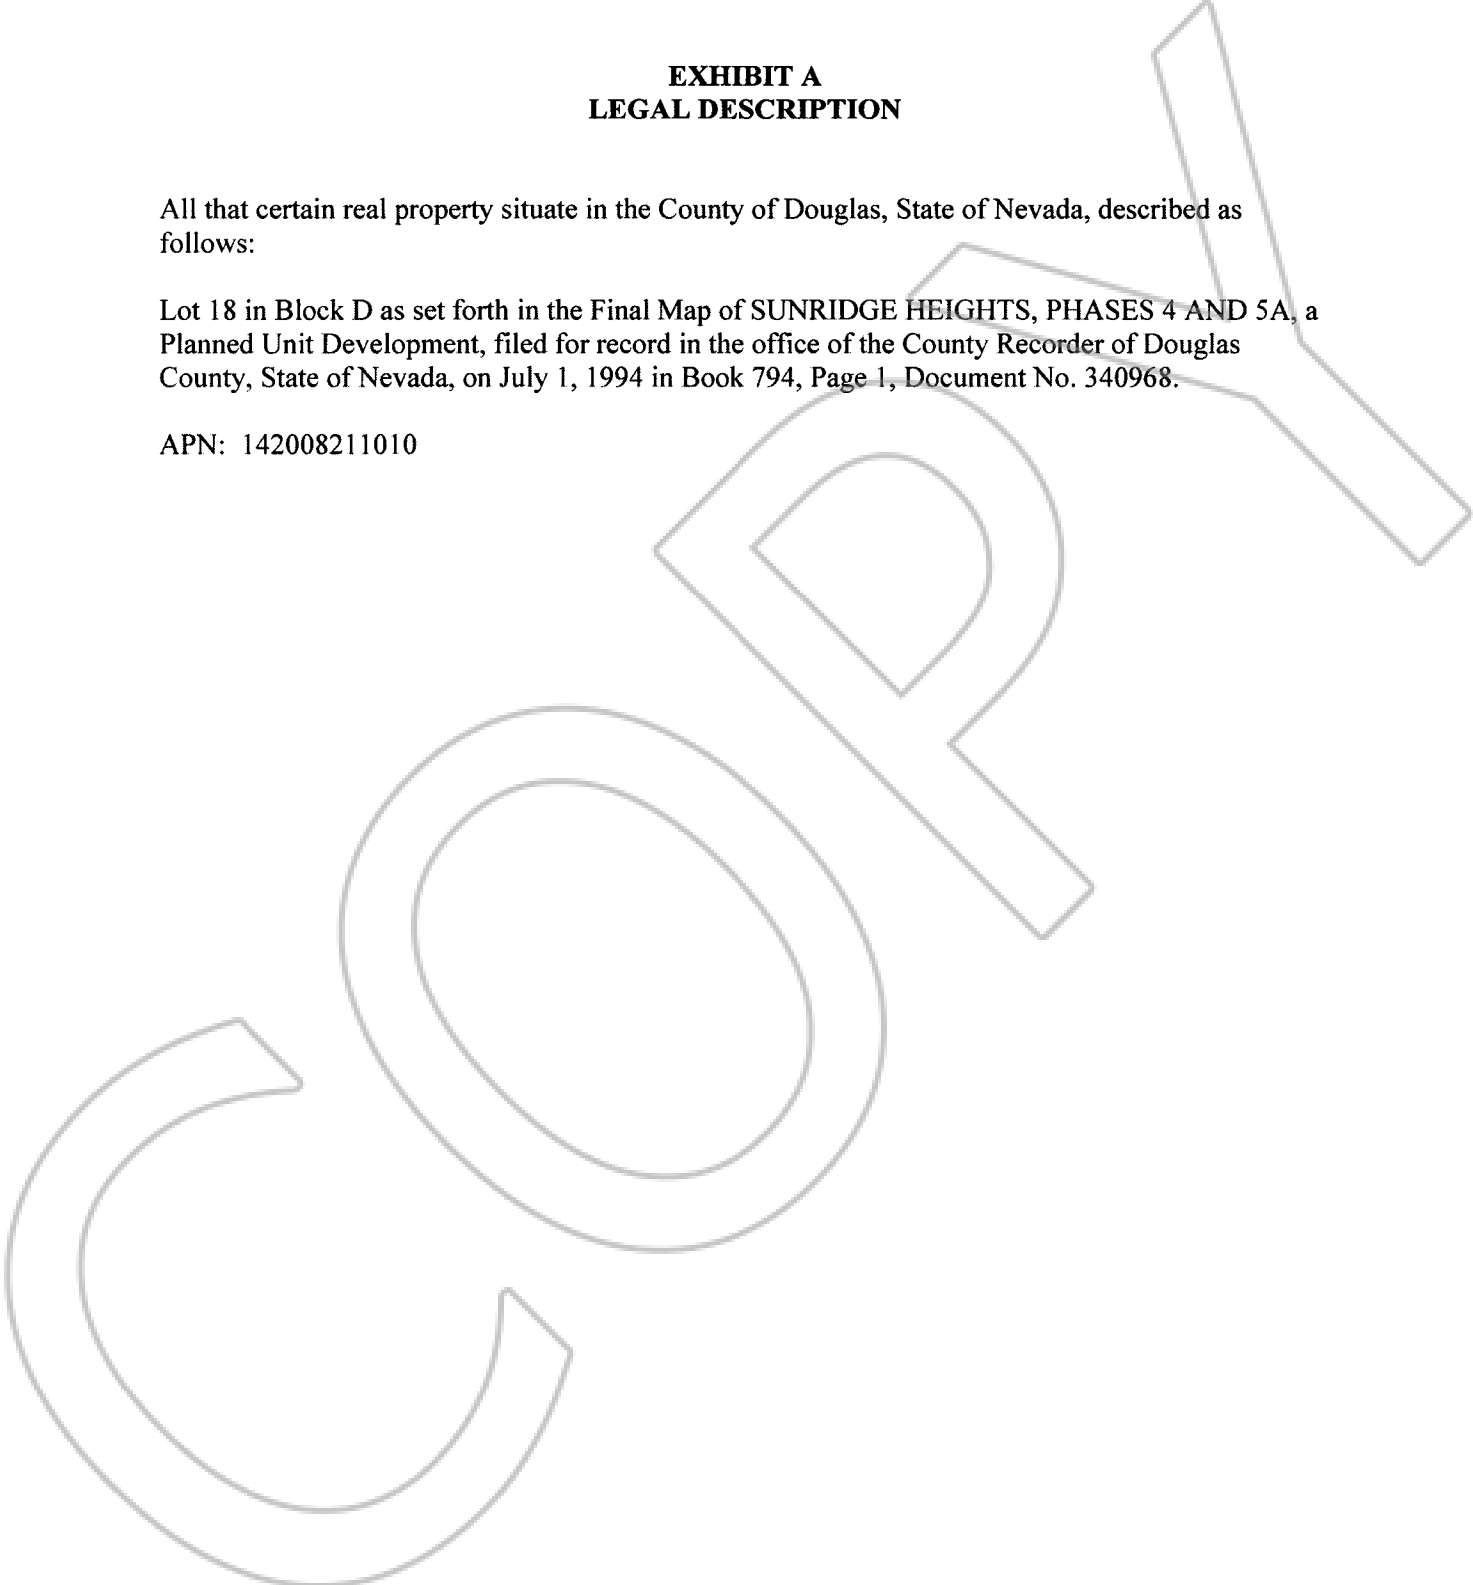 EXHIBIT A
LEGAL DESCRIPTION
All that certain real property situate in the County of Douglas, State of Nevada, described as
follows:
Lot 18 in Block D as set forth in the Final Map of SUNRIDGE HEIGHTS, PHASES 4 AND 5A, a
Planned Unit Development, filed for record in the office of the County Recorder of Douglas
County, State of Nevada, on July 1, 1994 in Book 794, Page 1, Document No. 340968.
APN:  142008211010
COPY